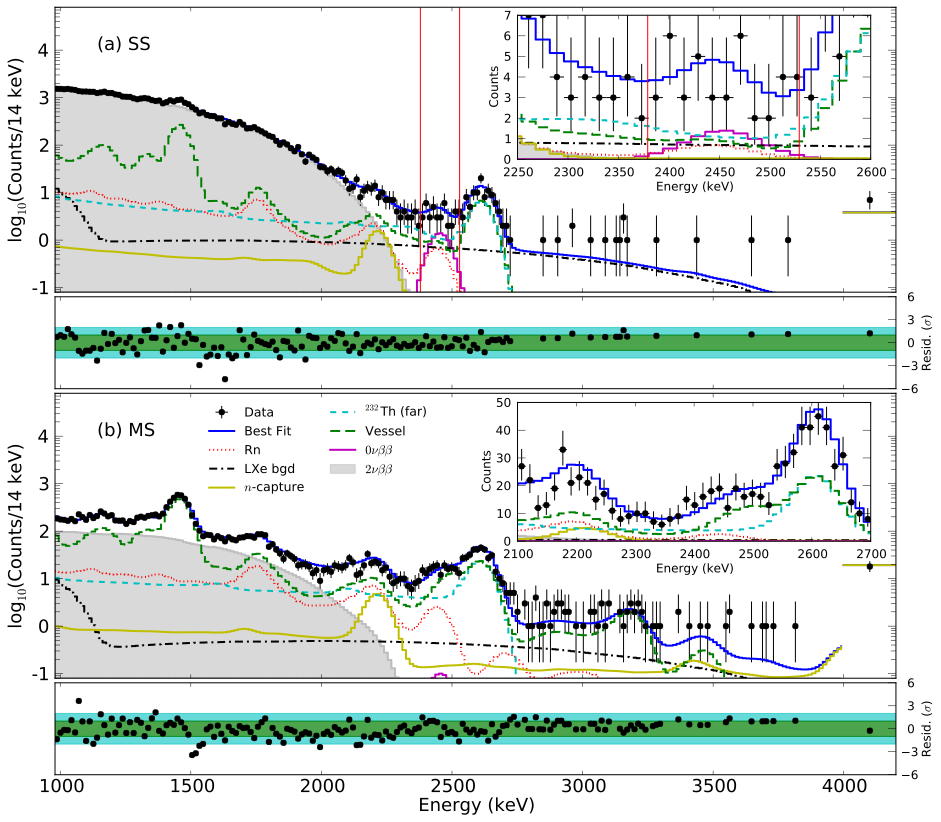 (a) SS
log₁₀(Counts/14 keV)
4
3
2
1
0
-1
Counts
7
6
5
4
3
2
1
0
2250 2300 2350 2400 2450 2500 2550 2600
Energy (keV)
6
3
0
−3
−6
Resid. (σ)
(b) MS
log₁₀(Counts/14 keV)
4
3
2
1
0
-1
Data
Best Fit
Rn
LXe bgd
n-capture
²³²Th (far)
Vessel
0νββ
2νββ
Counts
50
40
30
20
10
0
2100 2200 2300 2400 2500 2600 2700
Energy (keV)
6
3
0
−3
−6
Resid. (σ)
1000 1500 2000 2500 3000 3500 4000
Energy (keV)